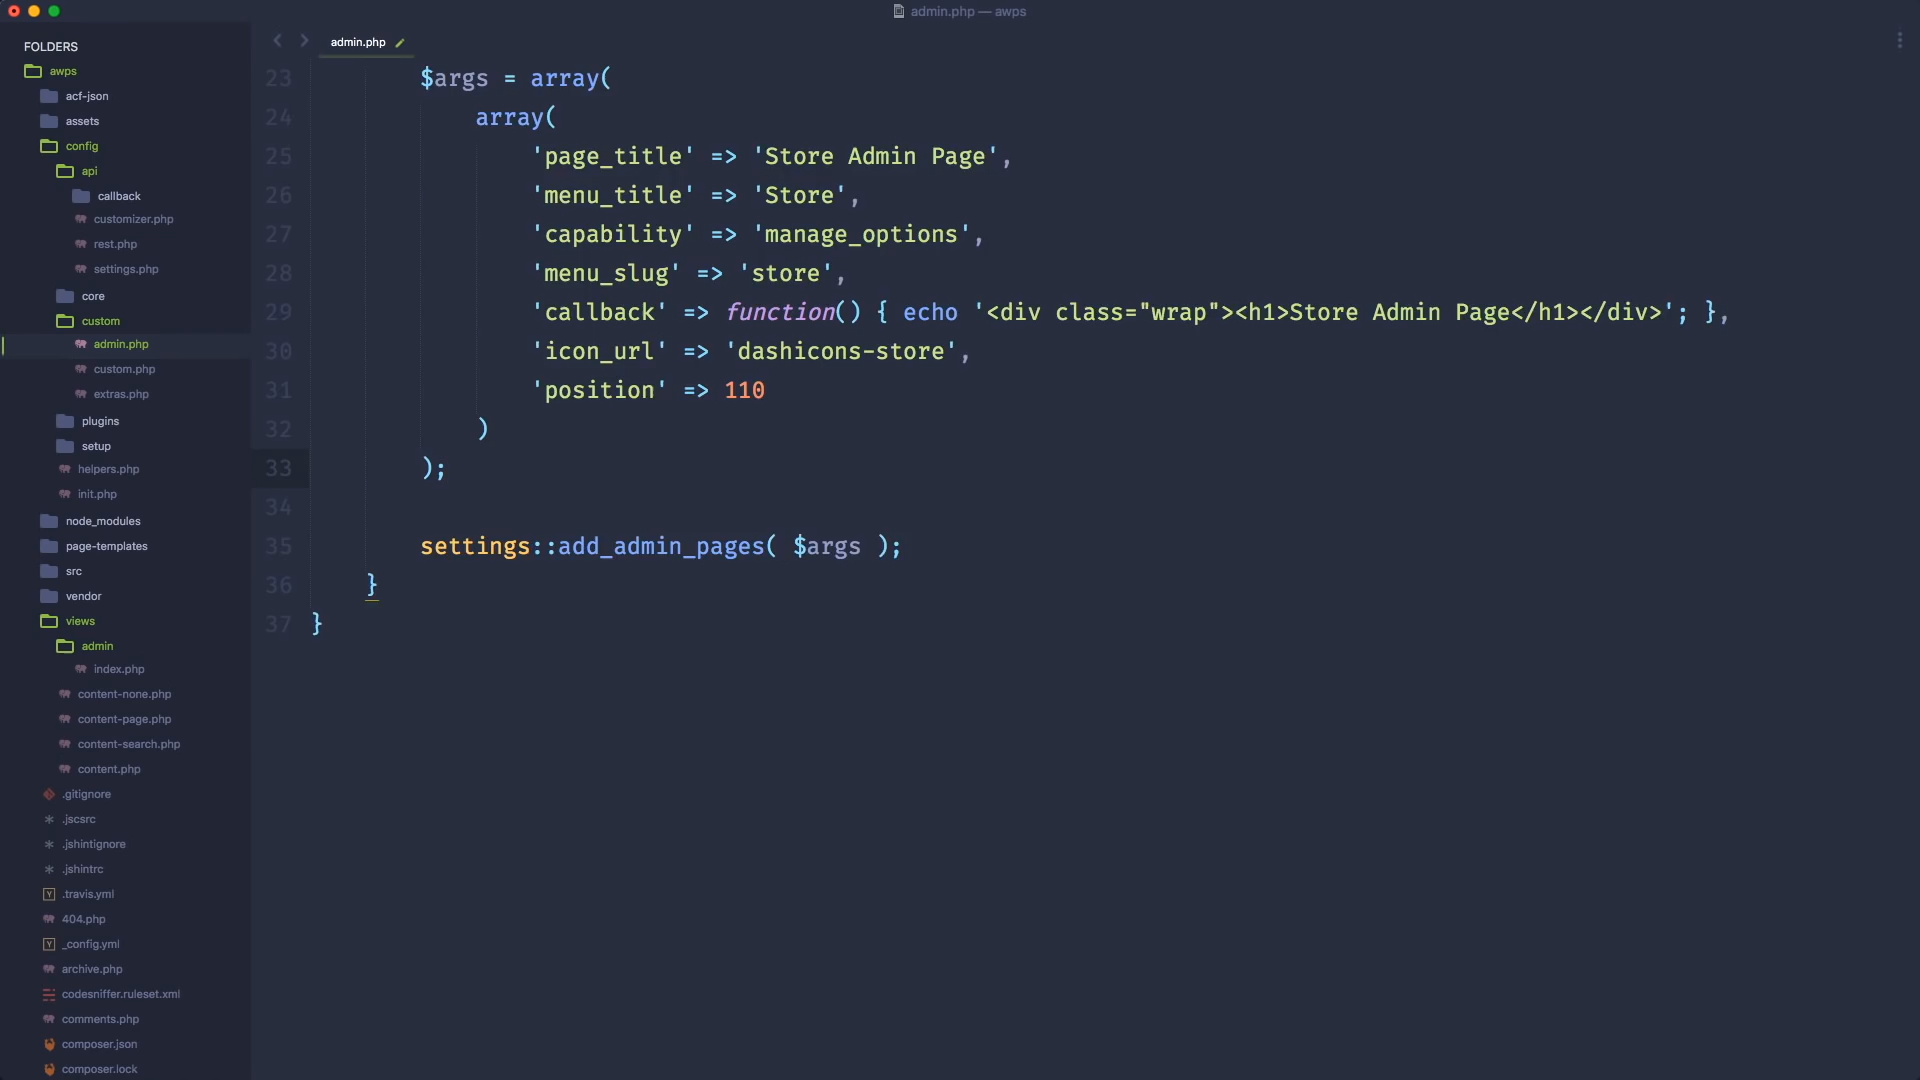 admin.php — awps
FOLDERS
awps
acf-json
assets
config
api
callback
customizer.php
rest.php
settings.php
core
custom
admin.php
custom.php
extras.php
plugins
setup
helpers.php
init.php
node_modules
page-templates
src
vendor
views
admin
index.php
content-none.php
content-page.php
content-search.php
content.php
.gitignore
.jscsrc
.jshintignore
.jshintrc
.travis.yml
404.php
_config.yml
archive.php
codesniffer.ruleset.xml
comments.php
composer.json
composer.lock
admin.php
23 $args = array(
24 array(
25 'page_title' => 'Store Admin Page',
26 'menu_title' => 'Store',
27 'capability' => 'manage_options',
28 'menu_slug' => 'store',
29 'callback' => function() { echo '<div class="wrap"><h1>Store Admin Page</h1></div>'; },
30 'icon_url' => 'dashicons-store',
31 'position' => 110
32 )
33 );
34
35 settings::add_admin_pages( $args );
36 }
37 }